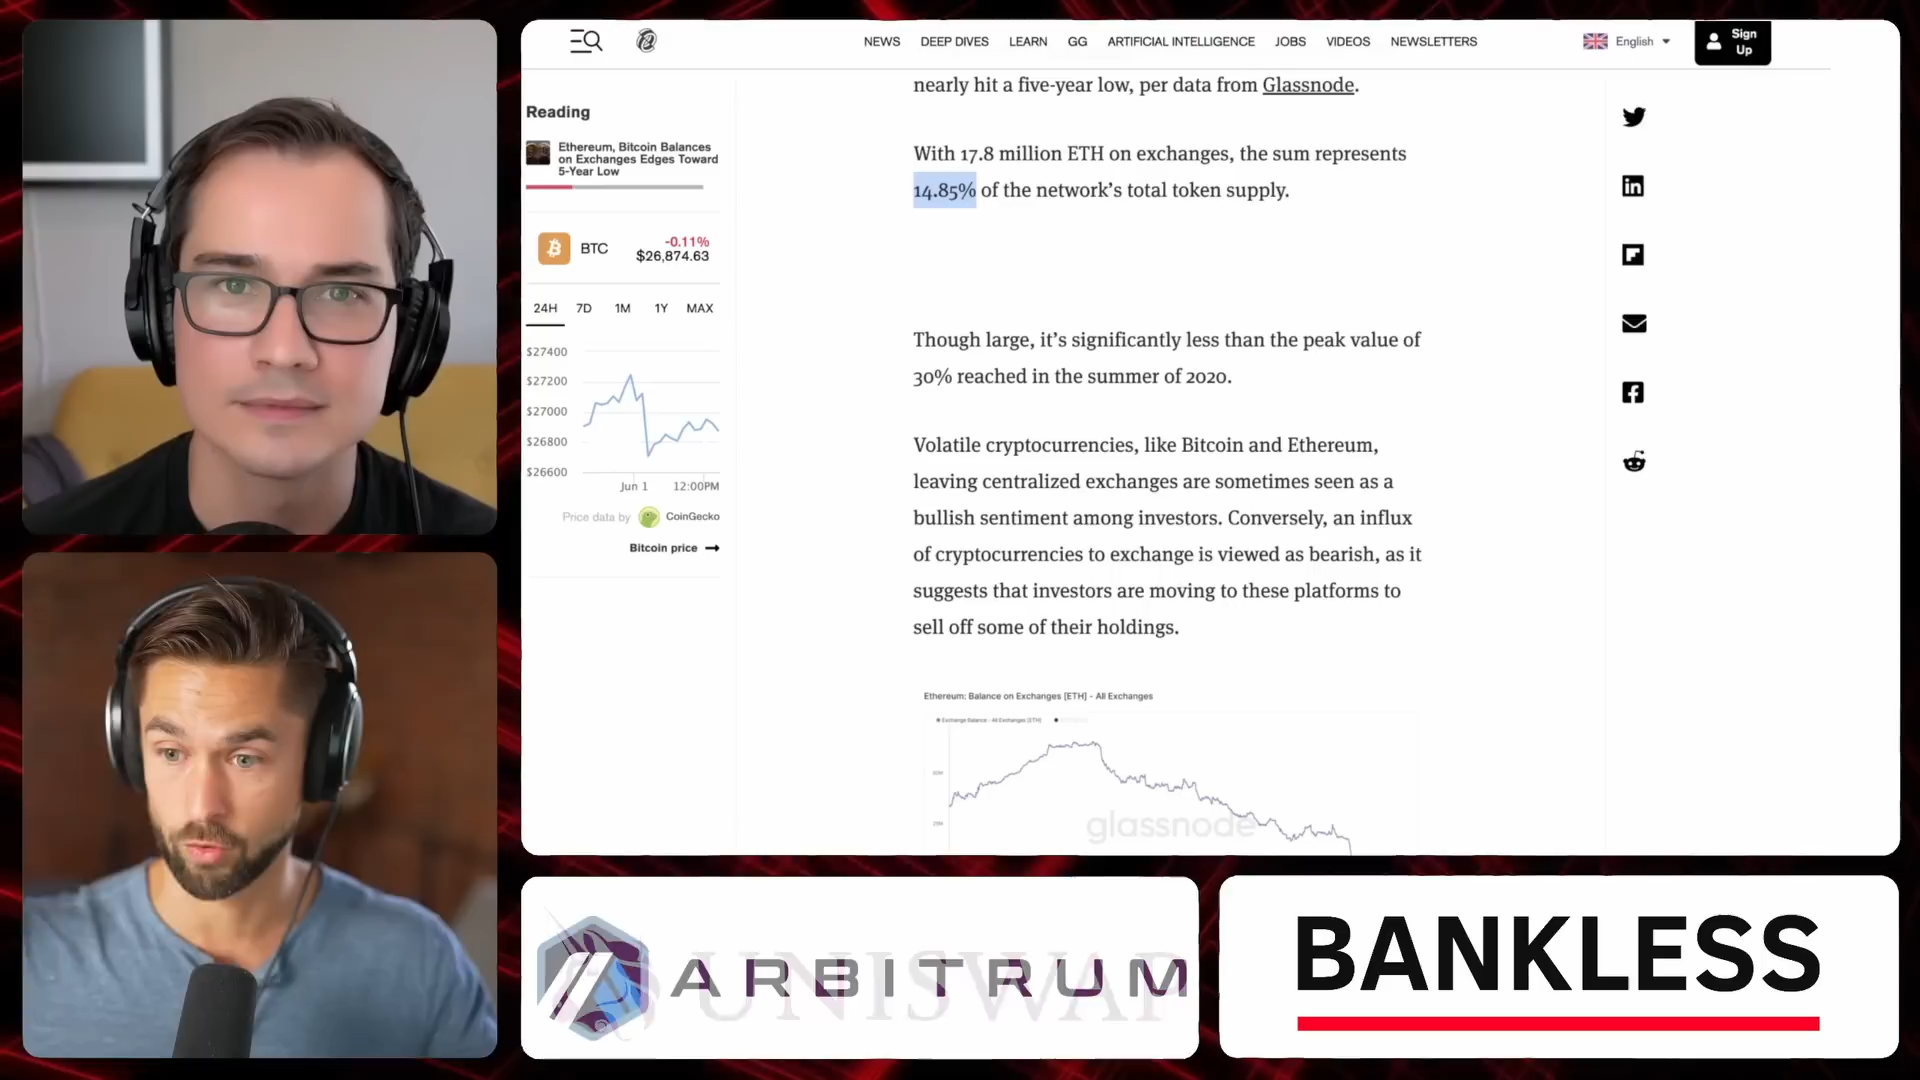 NEWS DEEP DIVES LEARN GG ARTIFICIAL INTELLIGENCE JOBS VIDEOS NEWSLETTERS English Sign Up
Reading
Ethereum, Bitcoin Balances
on Exchanges Edges Toward
5-Year Low
BTC
-0.11%
$26,874.63
24H 7D 1M 1Y MAX
$27400
$27200
$27000
$26800
$26600
Jun 1 12:00PM
Price data by CoinGecko
Bitcoin price
nearly hit a five-year low, per data from Glassnode.
With 17.8 million ETH on exchanges, the sum represents
14.85% of the network’s total token supply.
Though large, it’s significantly less than the peak value of
30% reached in the summer of 2020.
Volatile cryptocurrencies, like Bitcoin and Ethereum,
leaving centralized exchanges are sometimes seen as a
bullish sentiment among investors. Conversely, an influx
of cryptocurrencies to exchange is viewed as bearish, as it
suggests that investors are moving to these platforms to
sell off some of their holdings.
Ethereum: Balance on Exchanges [ETH] - All Exchanges
Exchange Balance - All Exchanges [ETH]
glassnode
ARBITRUM
UNISWAP
BANKLESS